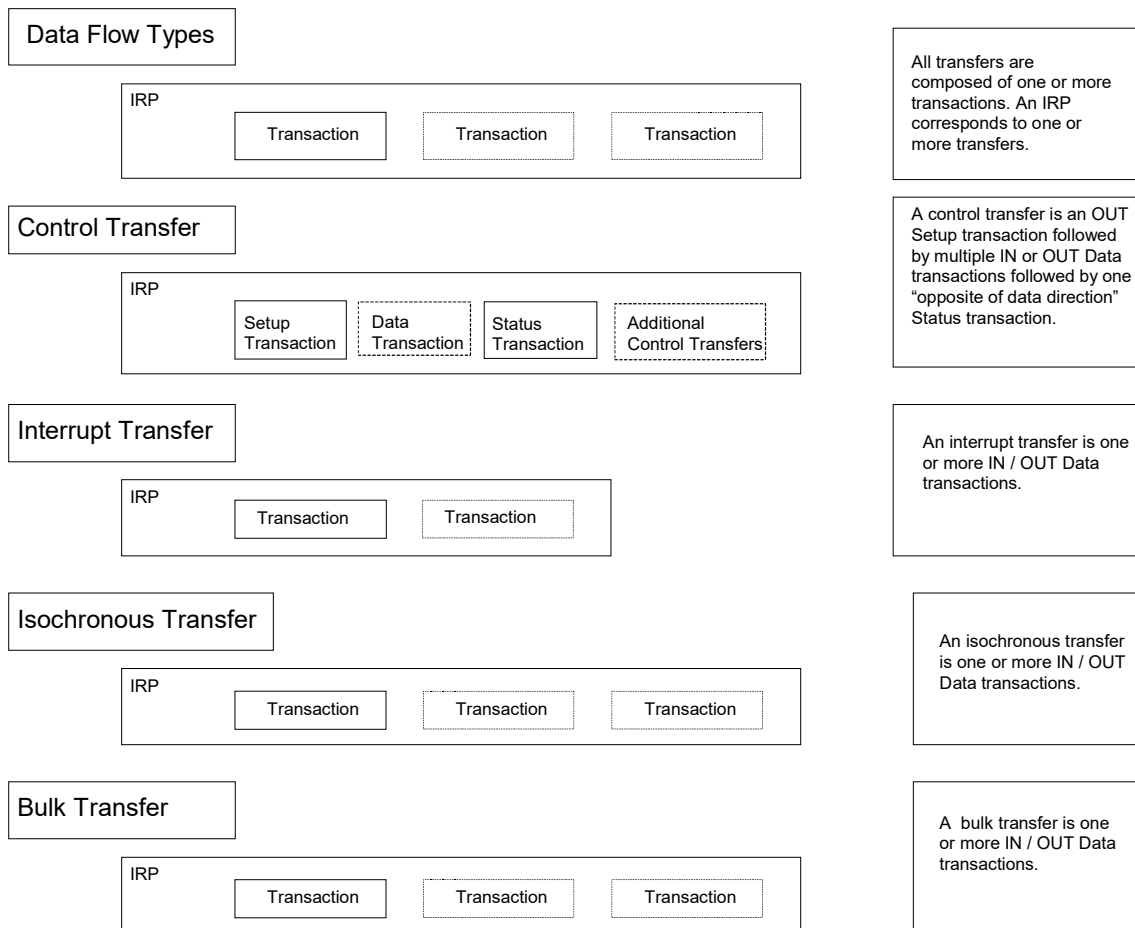 Data Flow Types
IRP
Transaction
Transaction
Transaction
All transfers are
composed of one or more
transactions. An IRP
corresponds to one or
more transfers.
Control Transfer
IRP
Setup
Transaction
Data
Transaction
Status
Transaction
Additional
Control Transfers
A control transfer is an OUT
Setup transaction followed
by multiple IN or OUT Data
transactions followed by one
“opposite of data direction”
Status transaction.
Interrupt Transfer
IRP
Transaction
Transaction
An interrupt transfer is one
or more IN / OUT Data
transactions.
Isochronous Transfer
IRP
Transaction
Transaction
Transaction
An isochronous transfer
is one or more IN / OUT
Data transactions.
Bulk Transfer
IRP
Transaction
Transaction
Transaction
A bulk transfer is one
or more IN / OUT Data
transactions.